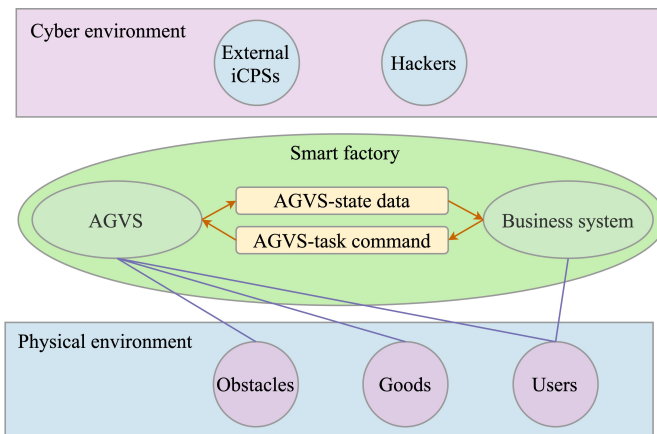 Cyber environment
External
iCPSs
Hackers
Smart factory
AGVS
AGVS-state data
AGVS-task command
Business system
Physical environment
Obstacles
Goods
Users